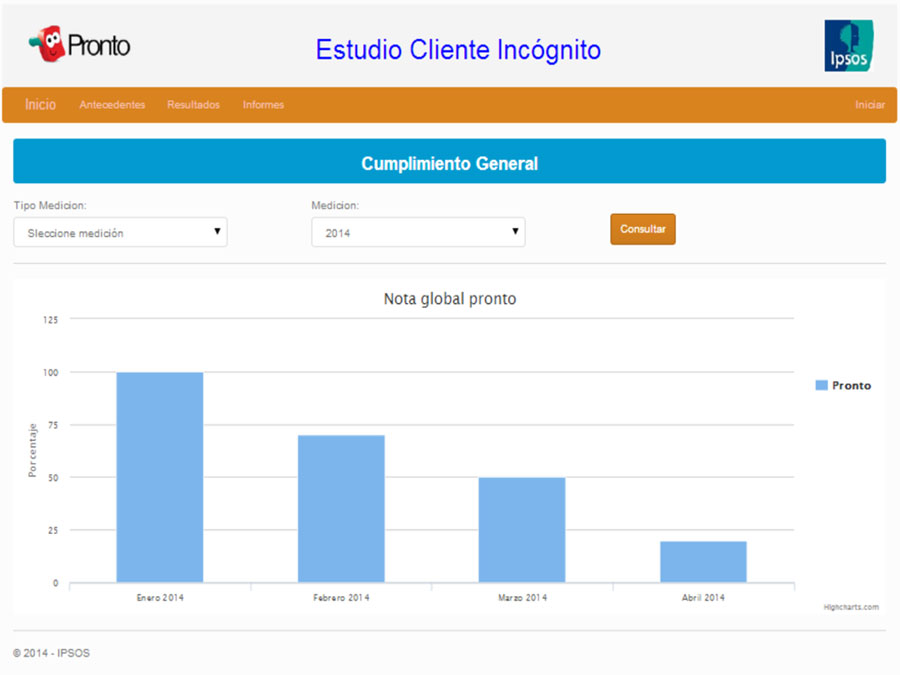 Pronto
Estudio Cliente Incógnito
Ipsos
Inicio Antecedentes Resultados Informes Iniciar
Cumplimiento General
Tipo Medicion: Medicion:
Sleccione medición 2014 Consultar
Nota global pronto
125
100
Pronto
75
Porcentaje
50
25
0
Enero 2014 Febrero 2014 Marzo 2014 Abril 2014
Highcharts.com
© 2014 - IPSOS